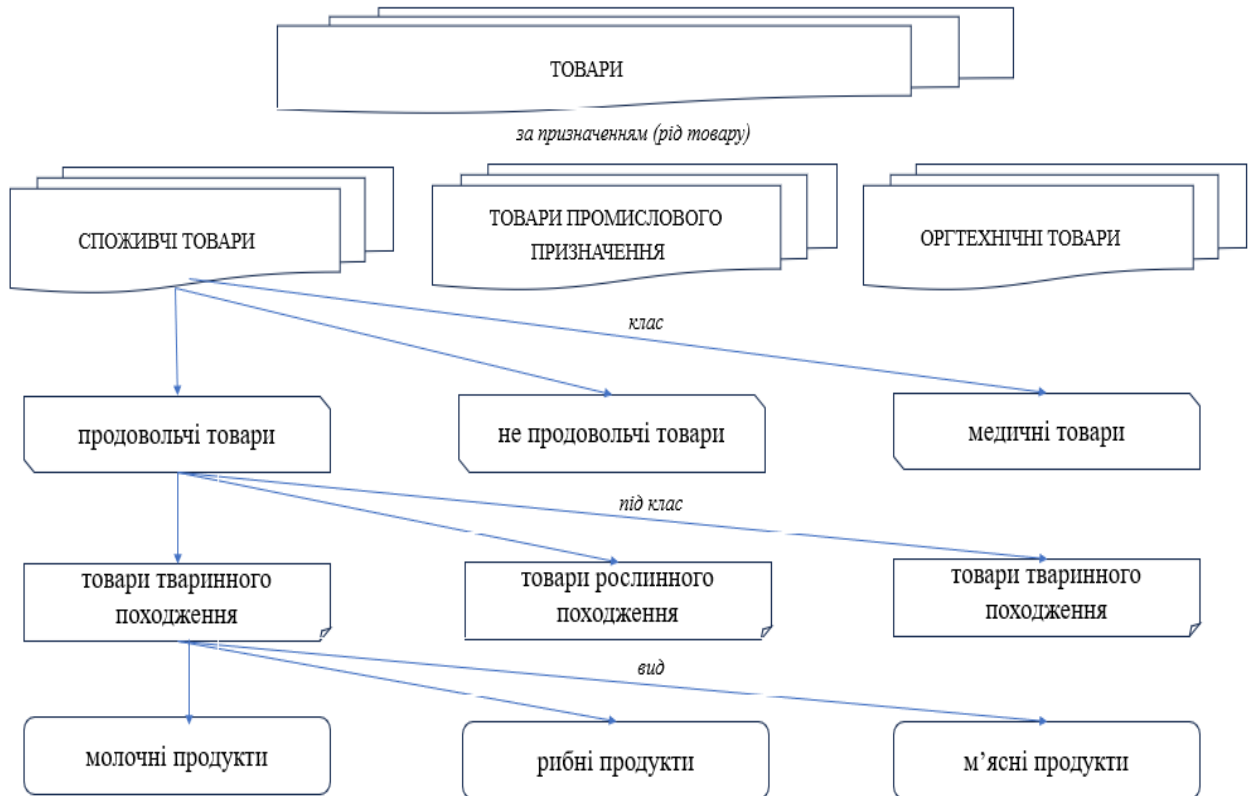 ТОВАРИ
за призначенням (рід товару)
СПОЖИВЧІ ТОВАРИ
ТОВАРИ ПРОМИСЛОВОГО
ПРИЗНАЧЕННЯ
ОРГТЕХНІЧНІ ТОВАРИ
клас
продовольчі товари
не продовольчі товари
медичні товари
під клас
товари тваринного
походження
товари рослинного
походження
товари тваринного
походження
вид
молочні продукти
рибні продукти
м’ясні продукти